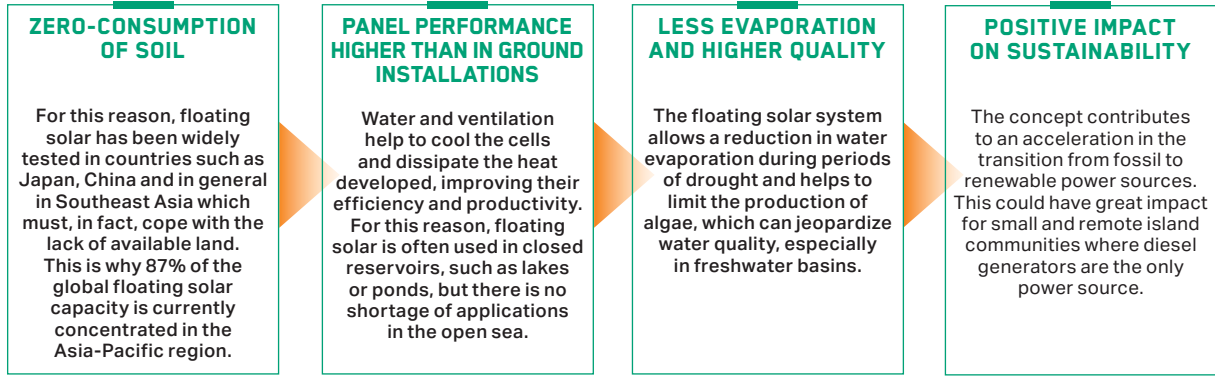 ZERO-CONSUMPTION
OF SOIL
For this reason, floating
solar has been widely
tested in countries such as
Japan, China and in general
in Southeast Asia which
must, in fact, cope with the
lack of available land.
This is why 87% of the
global floating solar
capacity is currently
concentrated in the
Asia-Pacific region.
PANEL PERFORMANCE
HIGHER THAN IN GROUND
INSTALLATIONS
Water and ventilation
help to cool the cells
and dissipate the heat
developed, improving their
efficiency and productivity.
For this reason, floating
solar is often used in closed
reservoirs, such as lakes
or ponds, but there is no
shortage of applications
in the open sea.
LESS EVAPORATION
AND HIGHER QUALITY
The floating solar system
allows a reduction in water
evaporation during periods
of drought and helps to
limit the production of
algae, which can jeopardize
water quality, especially
in freshwater basins.
POSITIVE IMPACT
ON SUSTAINABILITY
The concept contributes
to an acceleration in the
transition from fossil to
renewable power sources.
This could have great impact
for small and remote island
communities where diesel
generators are the only
power source.